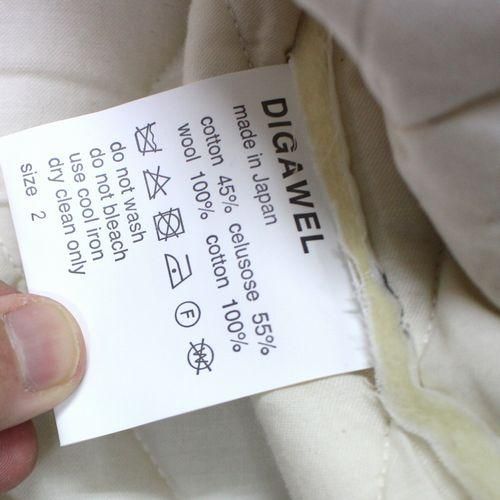 DIGAWEL
made in Japan
cotton 45% celusose 55%
wool 100% cotton 100%
F
W
do not wash
do not bleach
use cool iron
dry clean only
size 2